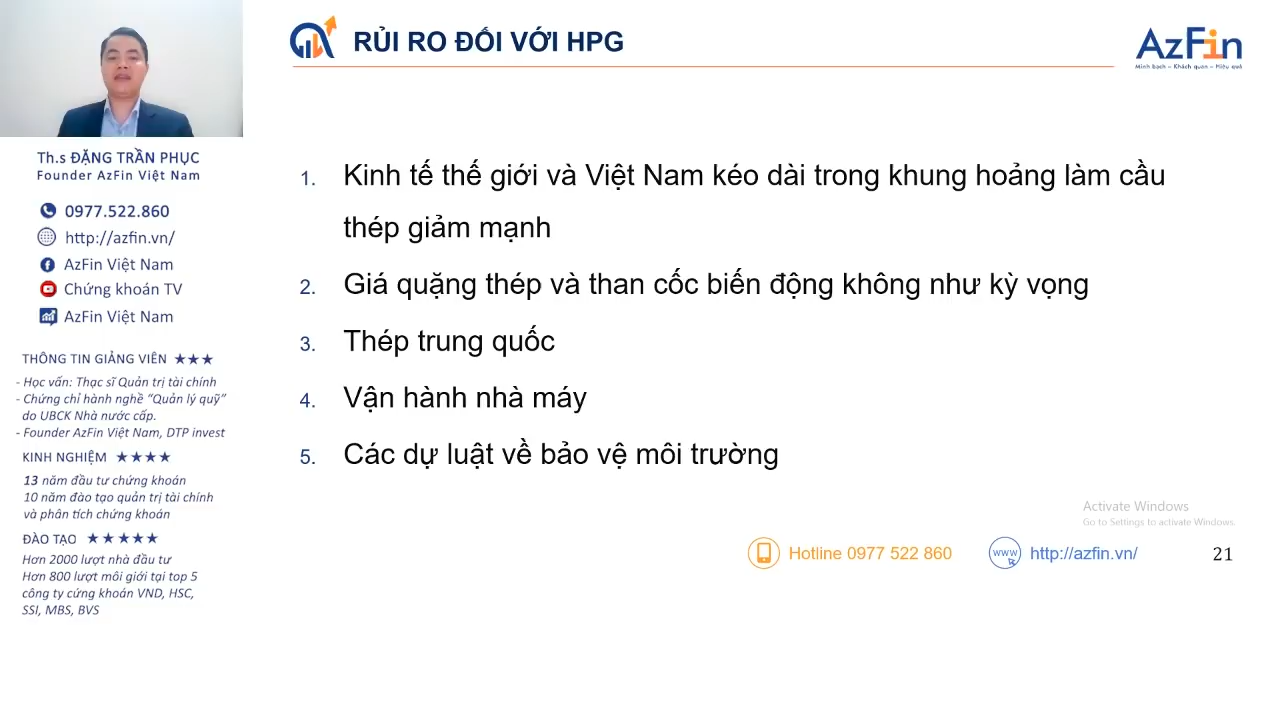 RỦI RO ĐỐI VỚI HPG
AzFin
Minh bạch – Khách quan – Hiệu quả
Th.s ĐẶNG TRẦN PHỤC
Founder AzFin Việt Nam
0977.522.860
http://azfin.vn/
AzFin Việt Nam
Chứng khoán TV
AzFin Việt Nam
THÔNG TIN GIẢNG VIÊN ★★★
- Học vấn: Thạc sĩ Quản trị tài chính
- Chứng chỉ hành nghề “Quản lý quỹ”
do UBCK Nhà nước cấp.
- Founder AzFin Việt Nam, DTP invest
KINH NGHIỆM ★★★★
13 năm đầu tư chứng khoán
10 năm đào tạo quản trị tài chính
và phân tích chứng khoán
ĐÀO TẠO ★★★★★
Hơn 2000 lượt nhà đầu tư
Hơn 800 lượt môi giới tại top 5
công ty cứng khoán VND, HSC,
SSI, MBS, BVS
1. Kinh tế thế giới và Việt Nam kéo dài trong khung hoảng làm cầu
thép giảm mạnh
2. Giá quặng thép và than cốc biến động không như kỳ vọng
3. Thép trung quốc
4. Vận hành nhà máy
5. Các dự luật về bảo vệ môi trường
Activate Windows
Go to Settings to activate Windows.
Hotline 0977 522 860
www
http://azfin.vn/
21